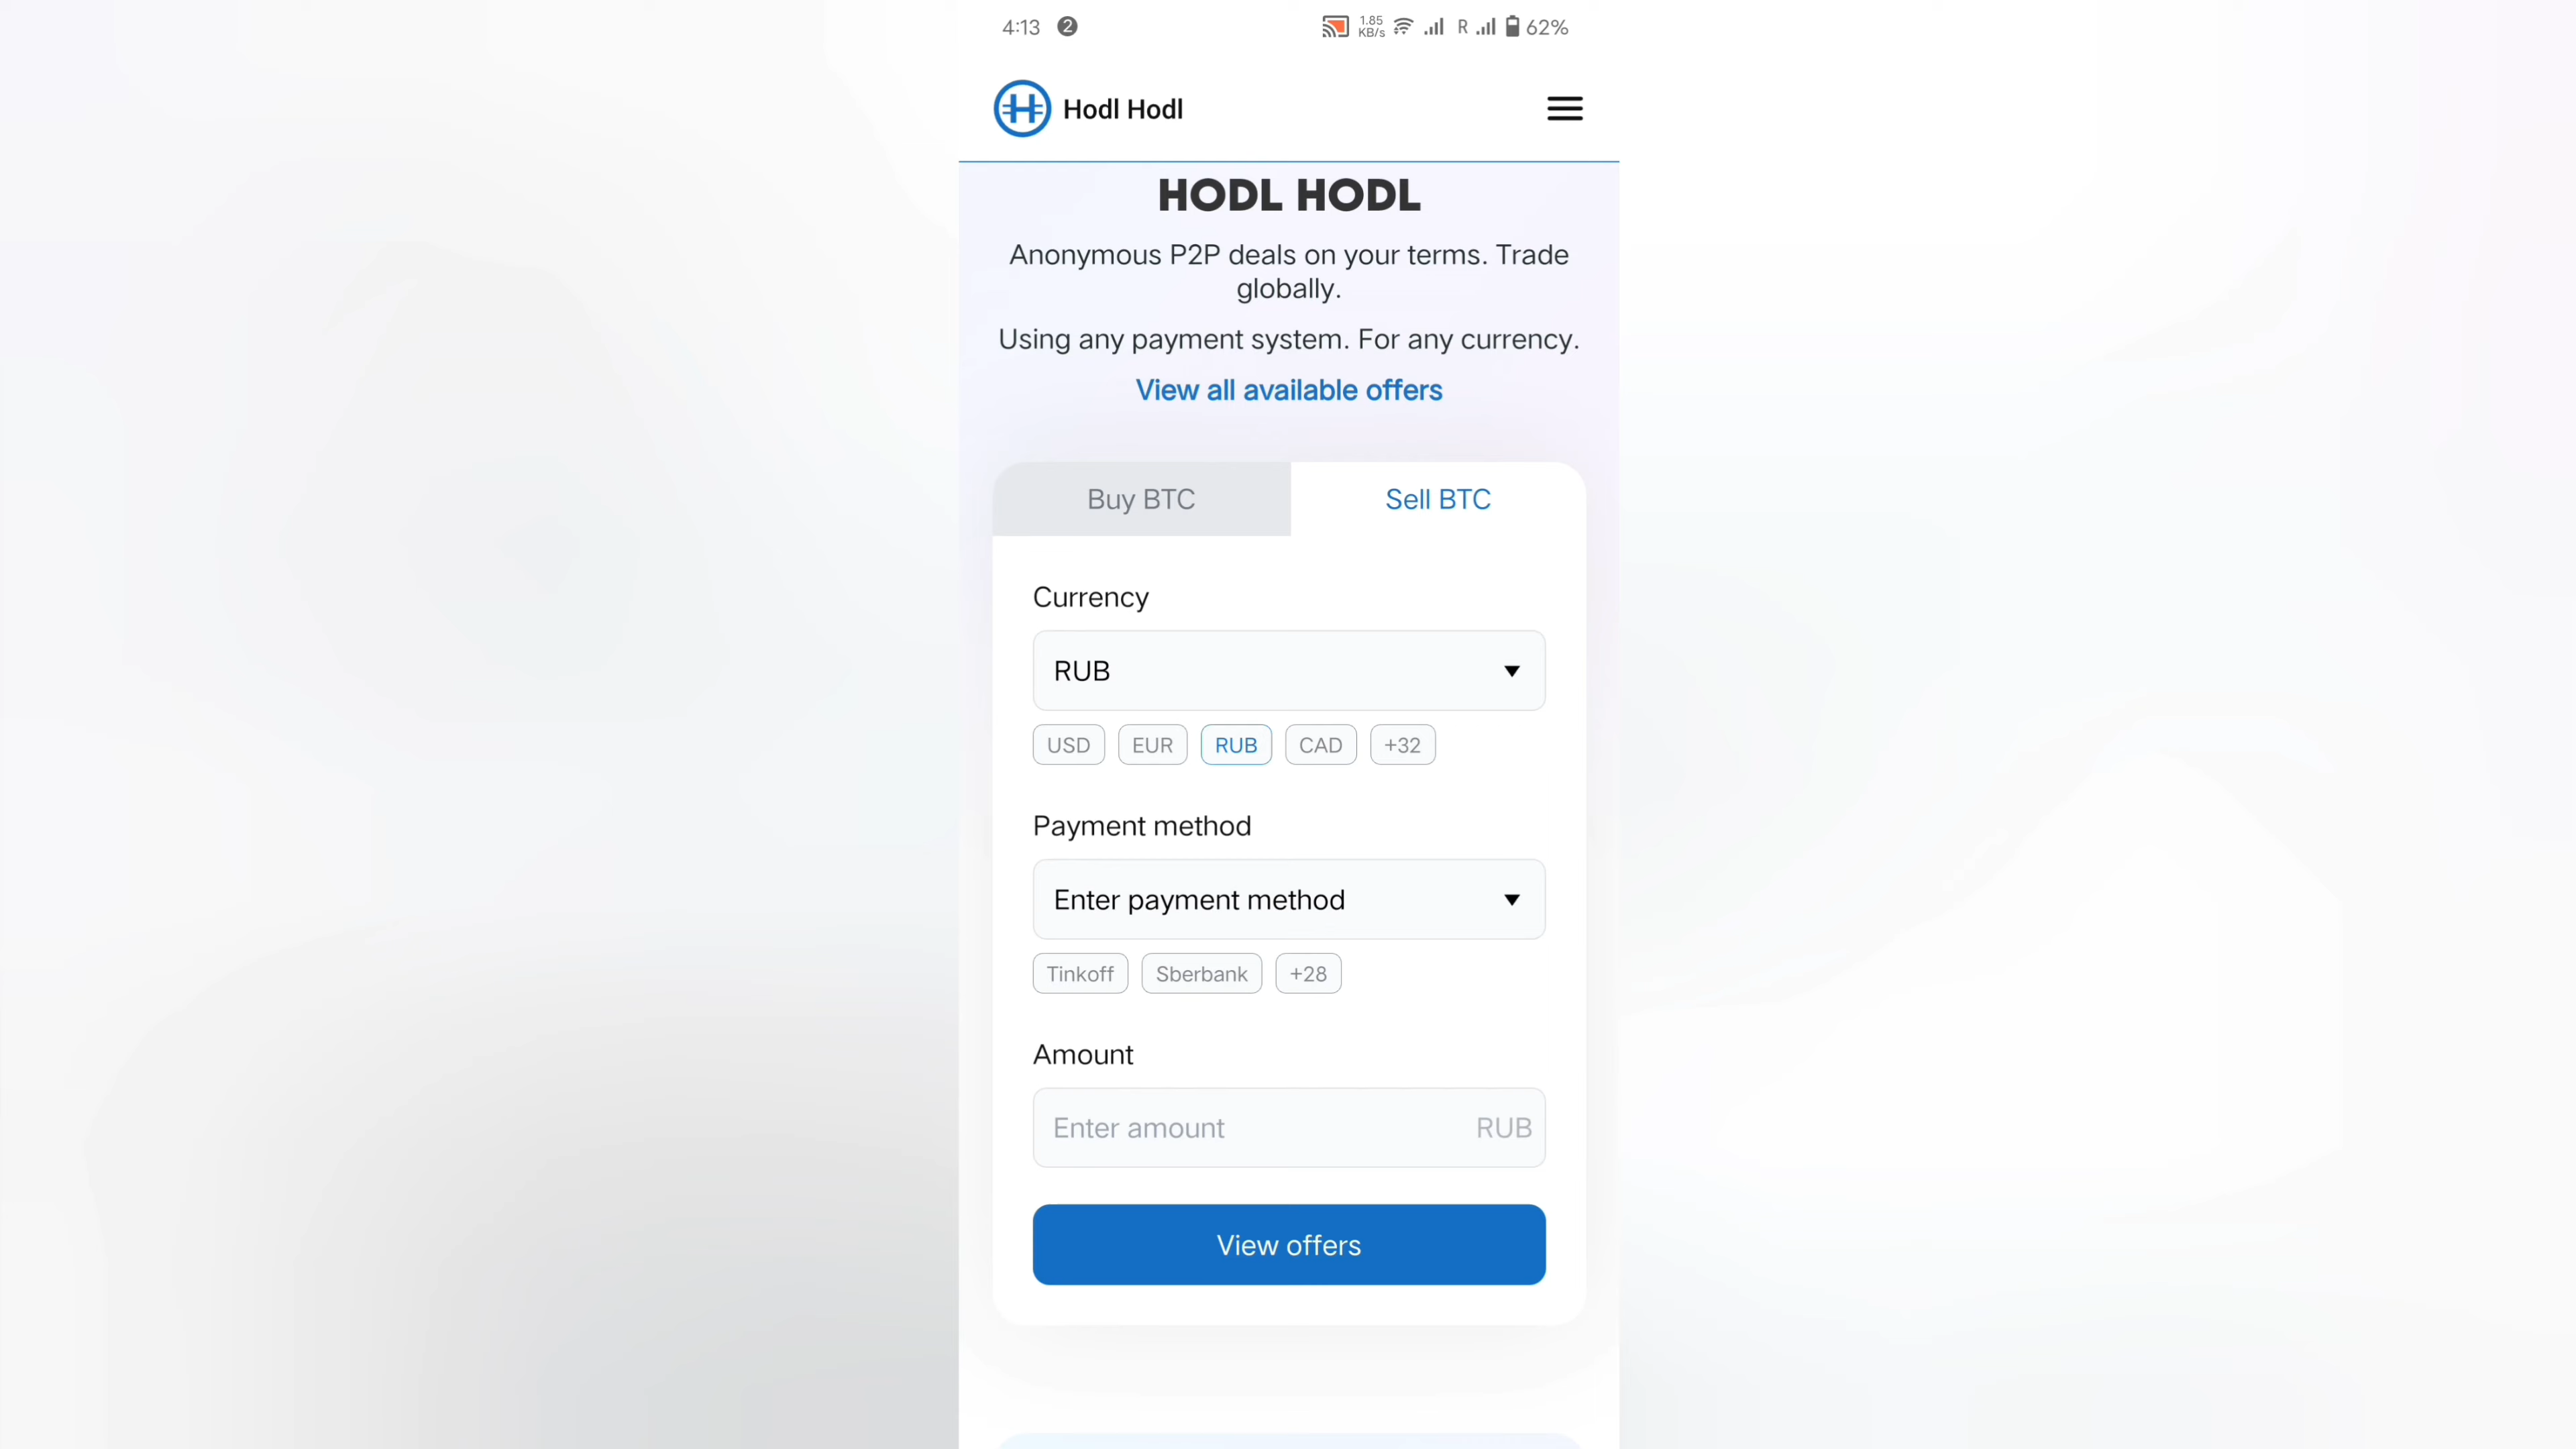 4:13 2 1.85 KB/s R 62%
Hodl Hodl
HODL HODL
Anonymous P2P deals on your terms. Trade
globally.
Using any payment system. For any currency.
View all available offers
Buy BTC Sell BTC
Currency
RUB
USD EUR RUB CAD +32
Payment method
Enter payment method
Tinkoff Sberbank +28
Amount
Enter amount RUB
View offers